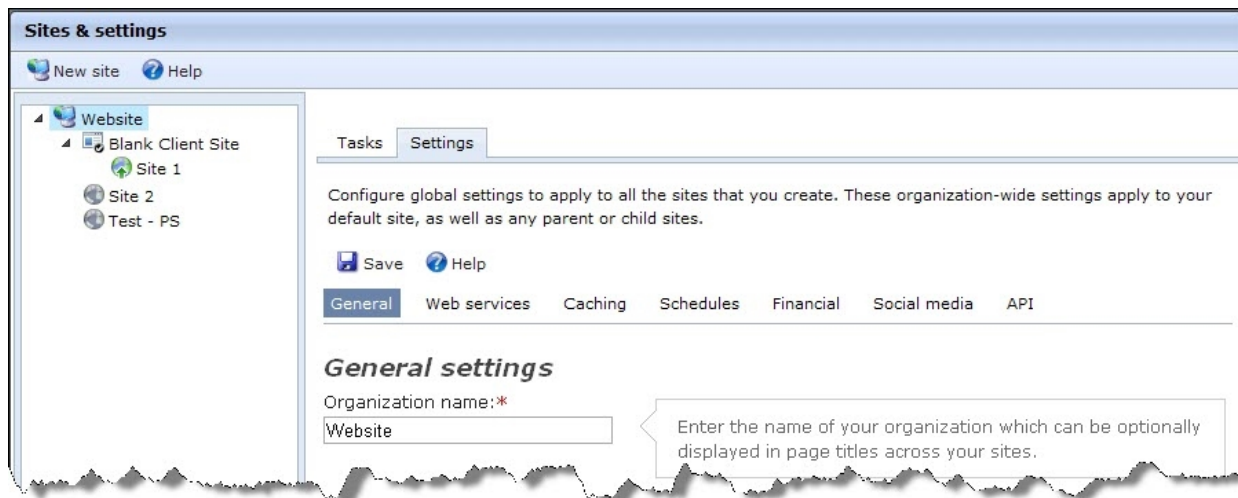 Sites & settings
New site Help
Website
Blank Client Site
Site 1
Site 2
Test - PS
Tasks Settings
Configure global settings to apply to all the sites that you create. These organization-wide settings apply to your
default site, as well as any parent or child sites.
Save Help
General Web services Caching Schedules Financial Social media API
General settings
Organization name:*
Website
Enter the name of your organization which can be optionally
displayed in page titles across your sites.